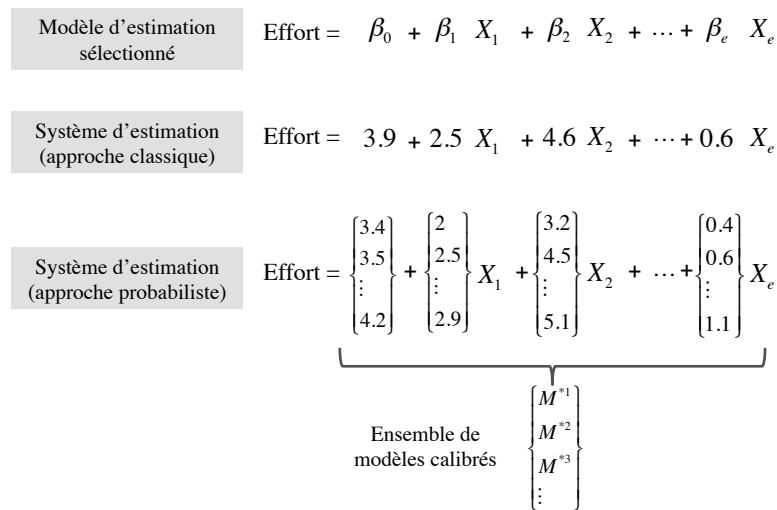 Modèle d'estimation
sélectionné
Effort = β₀ + β₁ X₁ + β₂ X₂ + ⋯ + βₑ Xₑ
Système d'estimation
(approche classique)
Effort = 3.9 + 2.5 X₁ + 4.6 X₂ + ⋯ + 0.6 Xₑ
Système d'estimation
(approche probabiliste)
Effort = {3.4 3.5 ⋮ 4.2} + {2 2.5 ⋮ 2.9} X₁ + {3.2 4.5 ⋮ 5.1} X₂ + ⋯ + {0.4 0.6 ⋮ 1.1} Xₑ
Ensemble de
modèles calibrés
M*¹
M*²
M*³
⋮